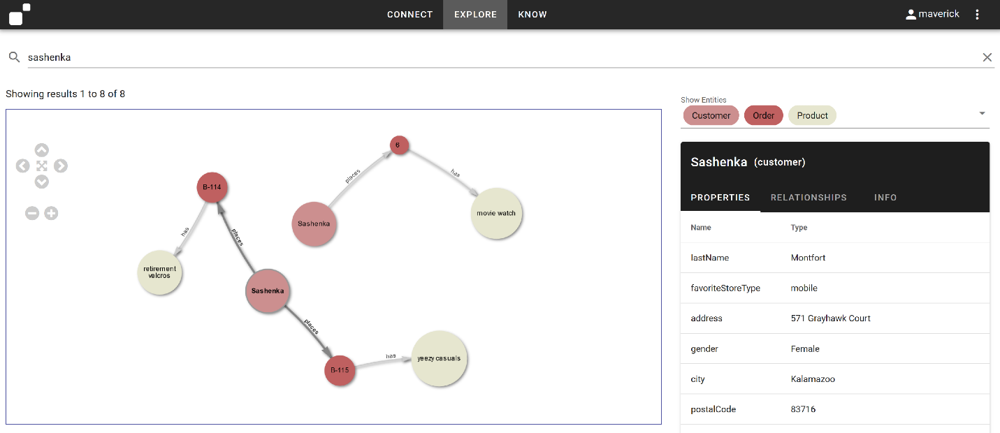 CONNECT EXPLORE KNOW maverick
sashenka
Showing results 1 to 8 of 8
Show Entities
Customer Order Product
6
places
has
B-114
movie watch
Sashenka
has
places
retirement
velcros
Sashenka
places
has
yeezy casuals
B-115
Sashenka (customer)
PROPERTIES RELATIONSHIPS INFO
Name Type
lastName Montfort
favoriteStoreType mobile
address 571 Grayhawk Court
gender Female
city Kalamazoo
postalCode 83716